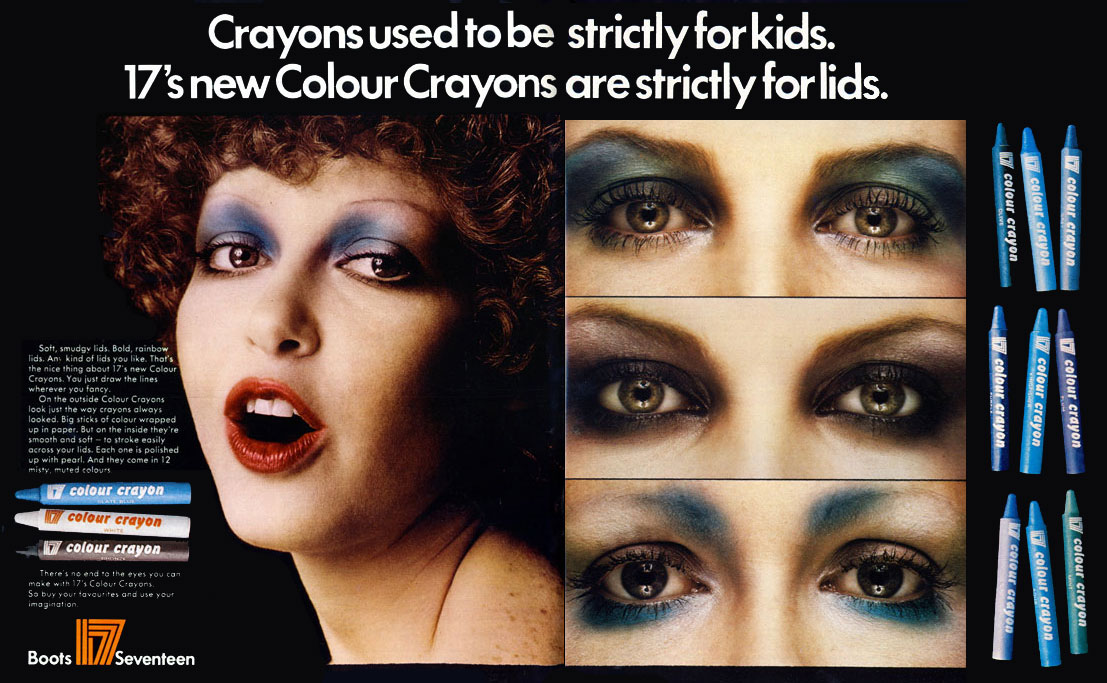 Crayons used to be strictly for kids.
17's new Colour Crayons are strictly for lids.
Soft, smudgy lids. Bold, rainbow
lids. Any kind of lids you like. That's
the nice thing about 17's new Colour
Crayons. You just draw the lines
wherever you fancy.
On the outside Colour Crayons
look just the way crayons always
looked. Big sticks of colour wrapped
up in paper. But on the inside they're
smooth and soft – to stroke easily
across your lids. Each one is polished
up with pearl. And they come in 12
misty, muted colours
17 colour crayon
SLATE BLUE
17 colour crayon
WHITE
17 colour crayon
There's no end to the eyes you can
make with 17's Colour Crayons.
So buy your favourites and use your
imagination.
Boots 17 Seventeen
17 colour crayon
17 colour crayon
17 colour crayon
17 colour crayon
17 colour crayon
17 colour crayon
17 colour crayon
17 colour crayon
17 colour crayon